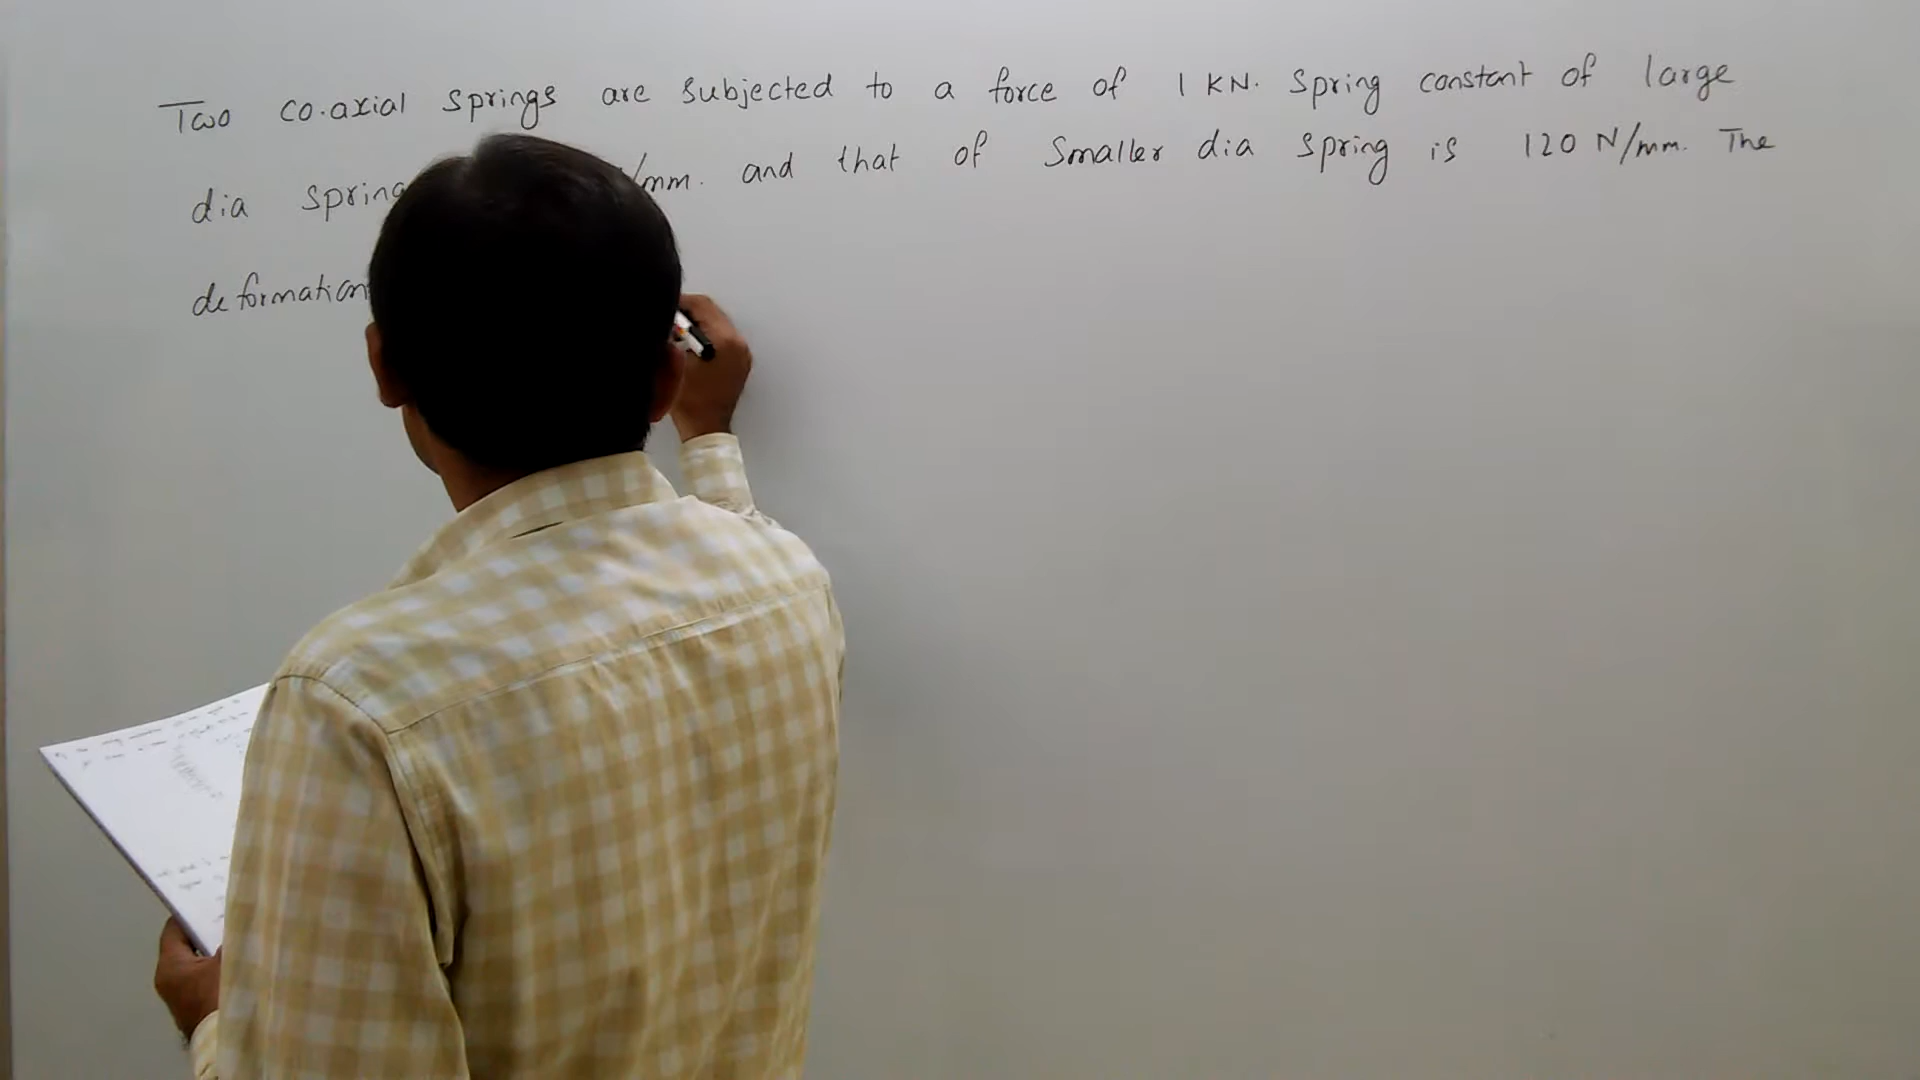 Two co.axial springs are subjected to a force of 1 KN. spring constant of large
dia spring /mm. and that of smaller dia spring is 120 N/mm. The
deformation